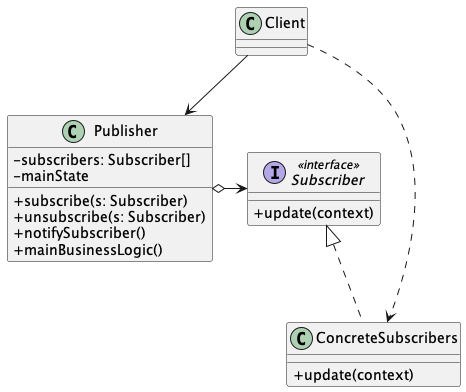 C Client
C Publisher
-subscribers: Subscriber[]
-mainState
+subscribe(s: Subscriber)
+unsubscribe(s: Subscriber)
+notifySubscriber()
+mainBusinessLogic()
I «interface»
Subscriber
+update(context)
C ConcreteSubscribers
+update(context)